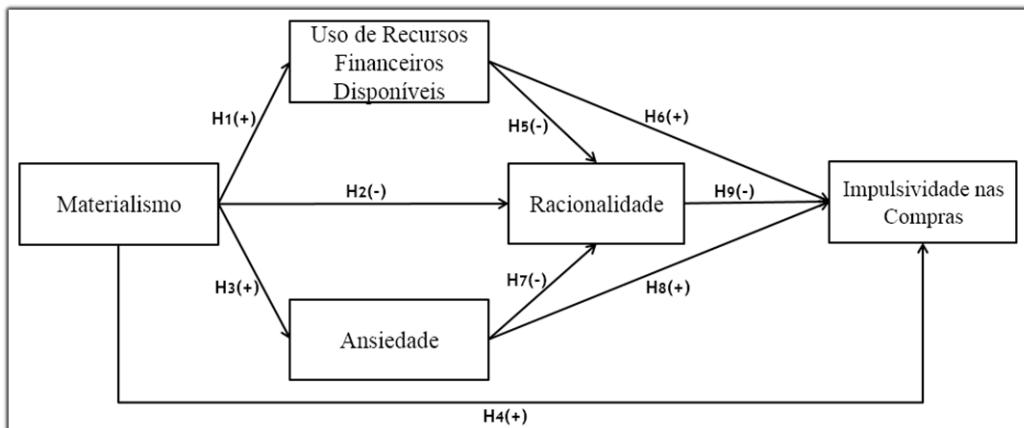 Uso de Recursos
Financeiros
Disponíveis
H1(+)
H5(-)
H6(+)
Materialismo
H2(-)
Racionalidade
H9(-)
Impulsividade nas
Compras
H3(+)
H7(-)
H8(+)
Ansiedade
H4(+)